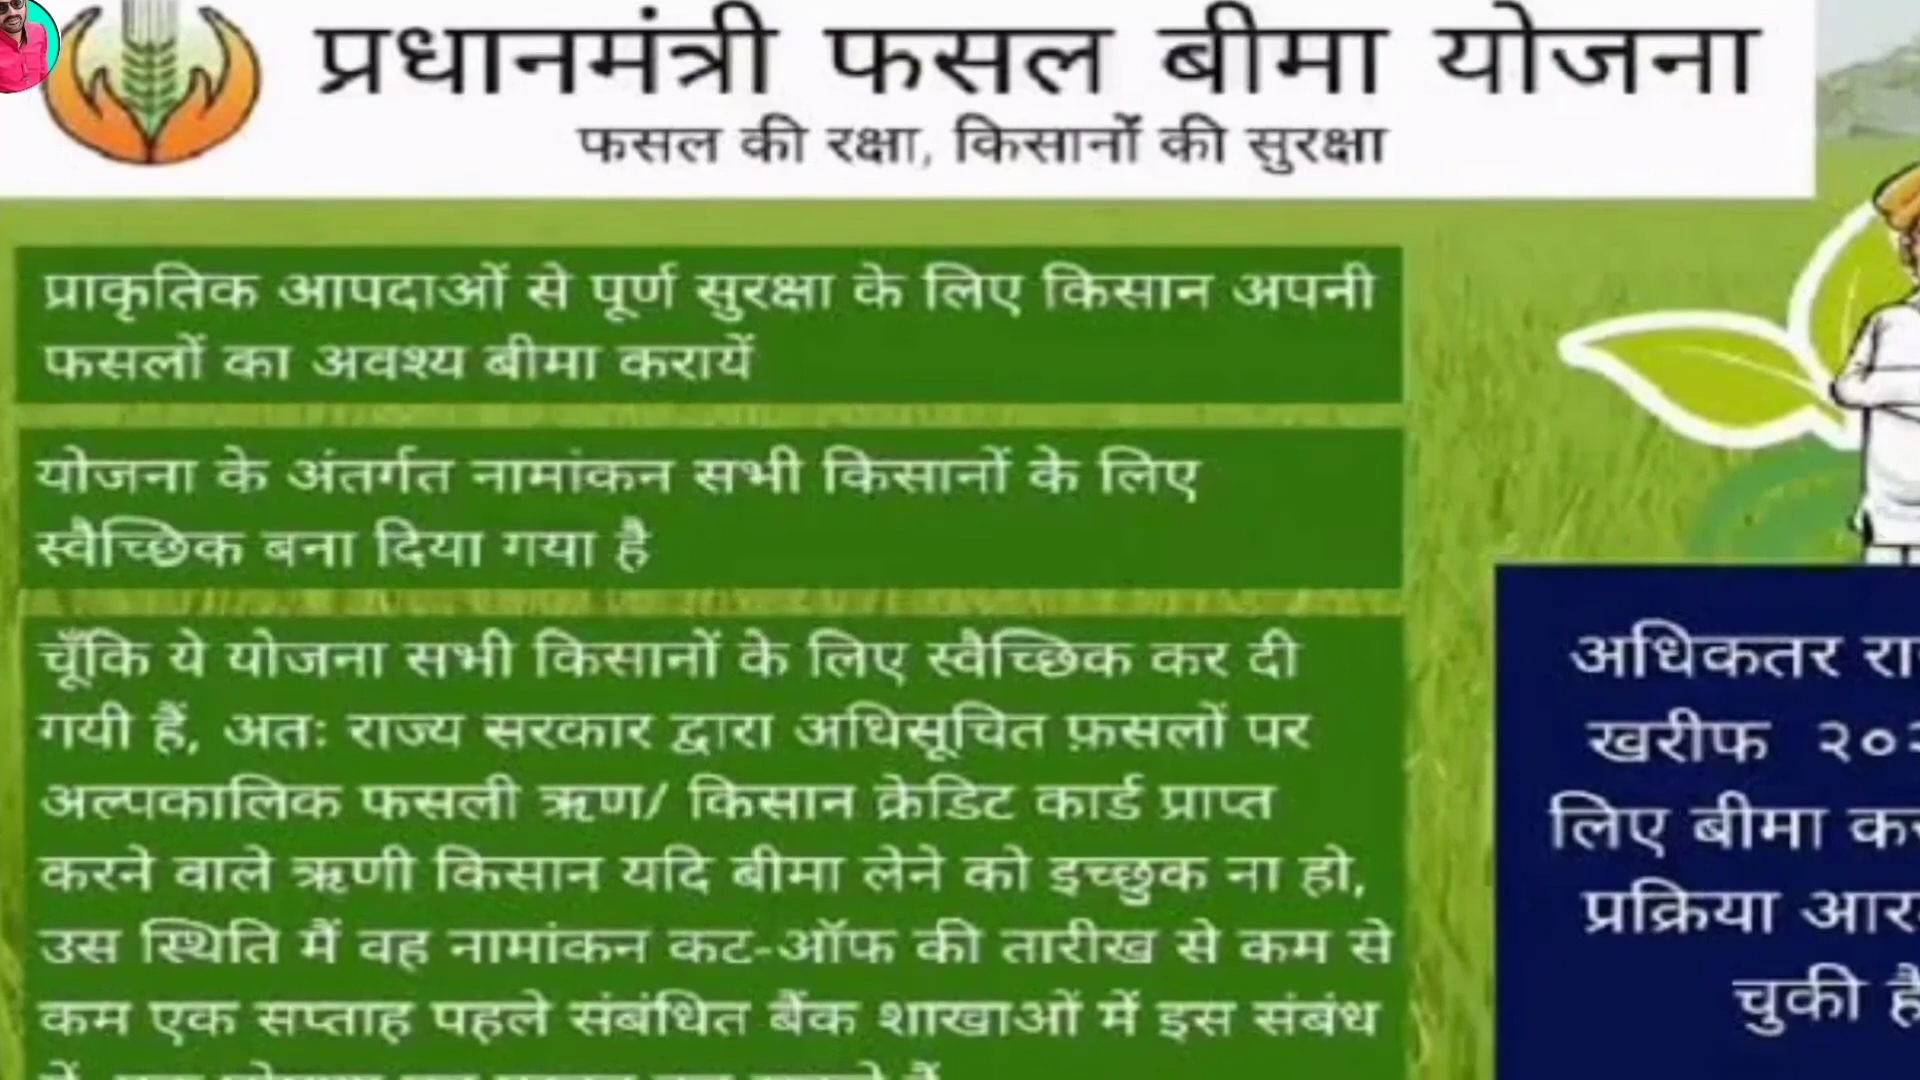 प्रधानमंत्री फसल बीमा योजना
फसल की रक्षा, किसानों की सुरक्षा
प्राकृतिक आपदाओं से पूर्ण सुरक्षा के लिए किसान अपनी
फसलों का अवश्य बीमा करायें
योजना के अंतर्गत नामांकन सभी किसानों के लिए
स्वैच्छिक बना दिया गया है
चूँकि ये योजना सभी किसानों के लिए स्वैच्छिक कर दी
गयी हैं, अतः राज्य सरकार द्वारा अधिसूचित फ़सलों पर
अल्पकालिक फसली ऋण/ किसान क्रेडिट कार्ड प्राप्त
करने वाले ऋणी किसान यदि बीमा लेने को इच्छुक ना हो,
उस स्थिति मैं वह नामांकन कट-ऑफ की तारीख से कम से
कम एक सप्ताह पहले संबंधित बैंक शाखाओं में इस संबंध
अधिकतर
खरीफ
लिए बीमा
प्रक्रिया
चुकी